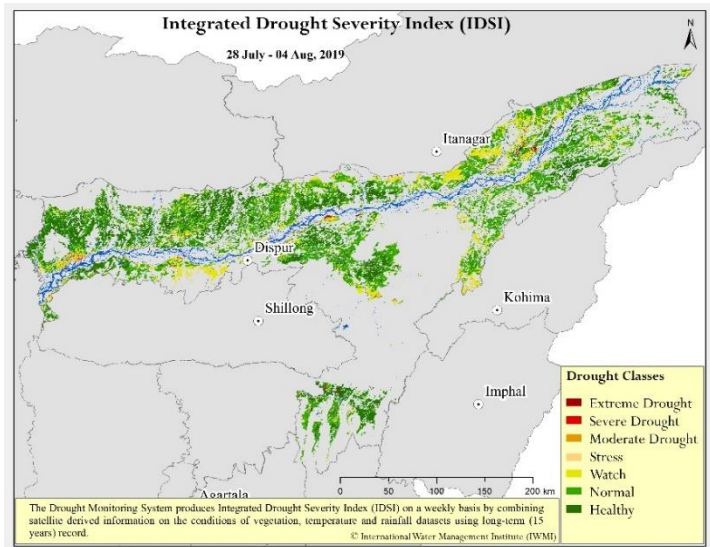 Integrated Drought Severity Index (IDSI)
28 July - 04 Aug, 2019
N
Itanagar
Dispur
Kohima
Shillong
Imphal
Agartala
Drought Classes
Extreme Drought
Severe Drought
Moderate Drought
Stress
Watch
Normal
Healthy
0 50 100 150 200 km
The Drought Monitoring System produces Integrated Drought Severity Index (IDSI) on a weekly basis by combining
satellite derived information on the conditions of vegetation, temperature and rainfall datasets using long-term (15
years) record.
© International Water Management Institute (IWMI)